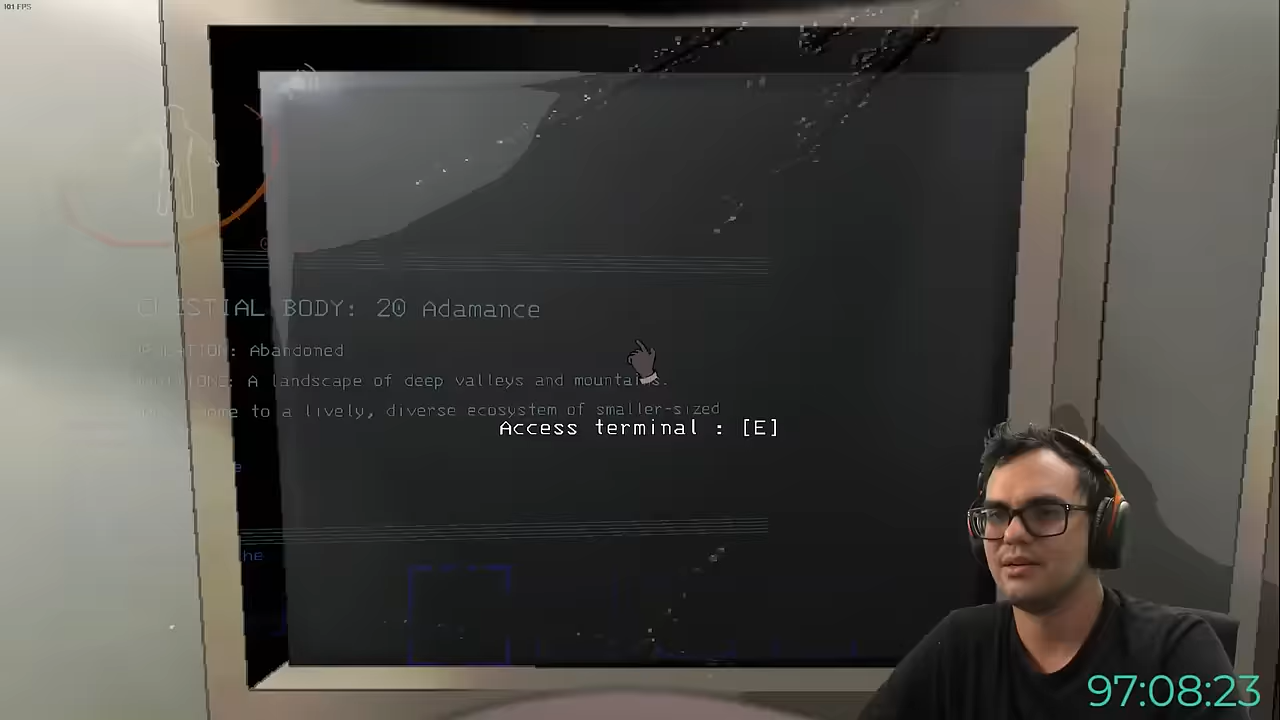 101 FPS
BODY: 20 Adamance
Abandoned
A landscape of deep valleys and
to a lively, diverse ecosystem of smaller-sized
Access terminal : [E]
97:08:23